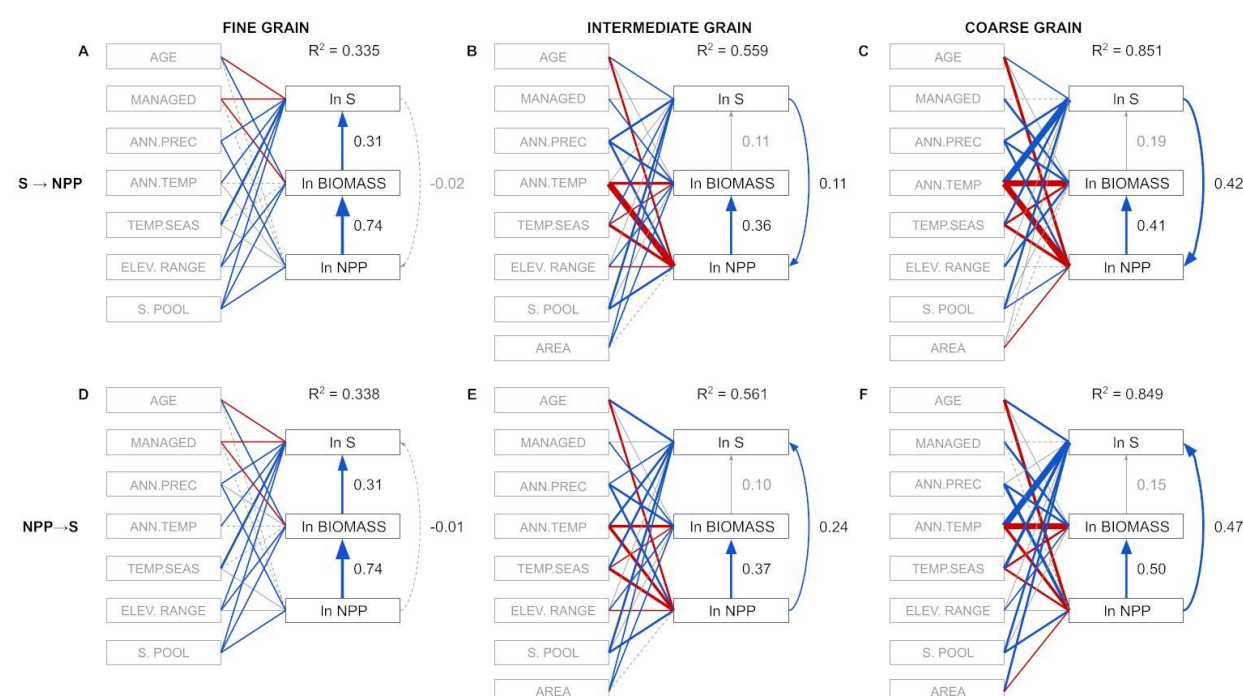 FINE GRAIN
INTERMEDIATE GRAIN
COARSE GRAIN
S → NPP
A
R² = 0.335
AGE
MANAGED
ANN.PREC
ANN.TEMP
TEMP.SEAS
ELEV. RANGE
S. POOL
ln S
0.31
ln BIOMASS
-0.02
0.74
ln NPP
B
R² = 0.559
AGE
MANAGED
ANN.PREC
ANN.TEMP
TEMP.SEAS
ELEV. RANGE
S. POOL
AREA
ln S
0.11
ln BIOMASS
0.11
0.36
ln NPP
C
R² = 0.851
AGE
MANAGED
ANN.PREC
ANN.TEMP
TEMP.SEAS
ELEV. RANGE
S. POOL
AREA
ln S
0.19
ln BIOMASS
0.42
0.41
ln NPP
NPP→S
D
R² = 0.338
AGE
MANAGED
ANN.PREC
ANN.TEMP
TEMP.SEAS
ELEV. RANGE
S. POOL
ln S
0.31
ln BIOMASS
-0.01
0.74
ln NPP
E
R² = 0.561
AGE
MANAGED
ANN.PREC
ANN.TEMP
TEMP.SEAS
ELEV. RANGE
S. POOL
AREA
ln S
0.10
ln BIOMASS
0.24
0.37
ln NPP
F
R² = 0.849
AGE
MANAGED
ANN.PREC
ANN.TEMP
TEMP.SEAS
ELEV. RANGE
S. POOL
AREA
ln S
0.15
ln BIOMASS
0.47
0.50
ln NPP